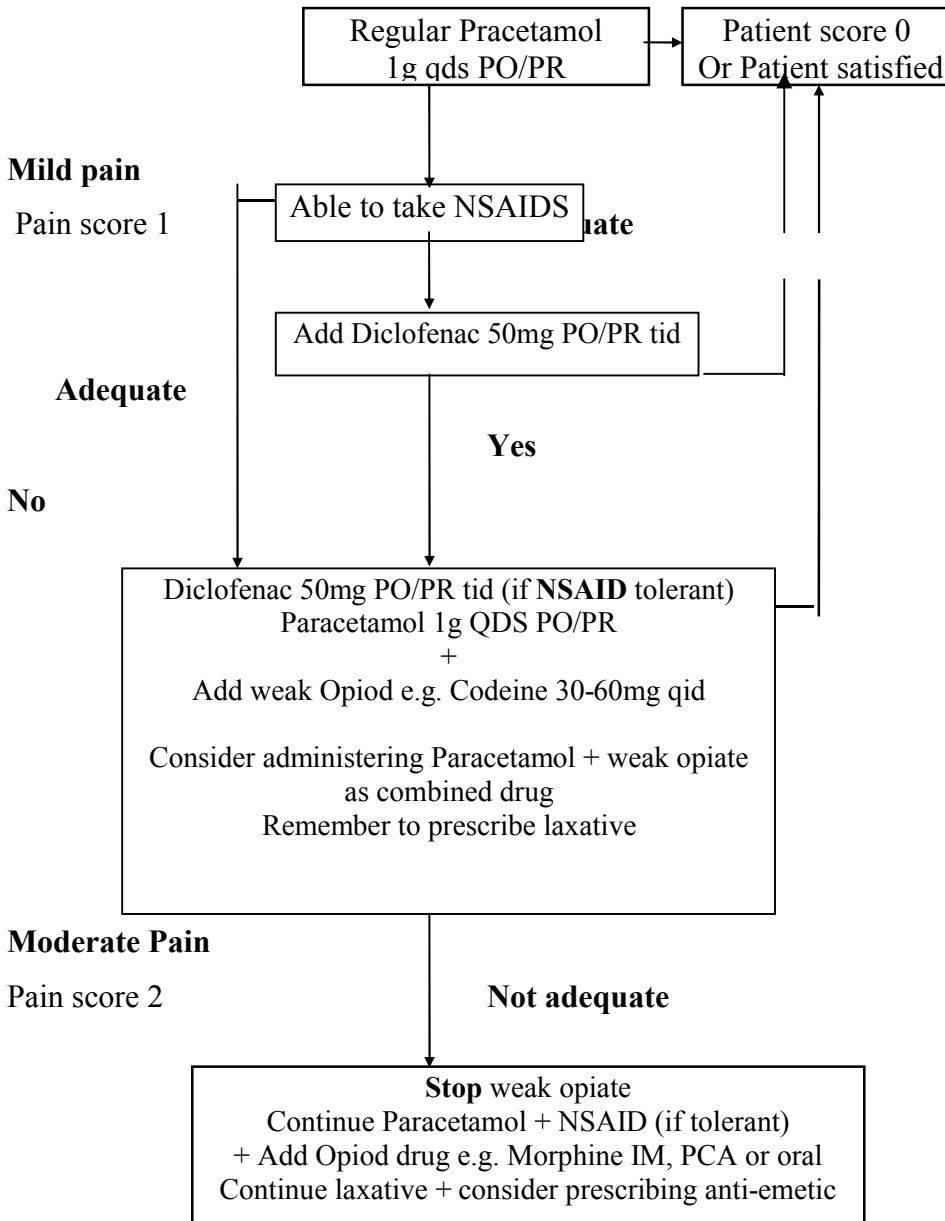 Regular Pracetamol
1g qds PO/PR
Patient score 0
Or Patient satisfied
Mild pain
Pain score 1
Able to take NSAIDS
Add Diclofenac 50mg PO/PR tid
Adequate
Yes
No
Diclofenac 50mg PO/PR tid (if NSAID tolerant)
Paracetamol 1g QDS PO/PR
+
Add weak Opiod e.g. Codeine 30-60mg qid
Consider administering Paracetamol + weak opiate
as combined drug
Remember to prescribe laxative
Moderate Pain
Pain score 2
Not adequate
Stop weak opiate
Continue Paracetamol + NSAID (if tolerant)
+ Add Opiod drug e.g. Morphine IM, PCA or oral
Continue laxative + consider prescribing anti-emetic